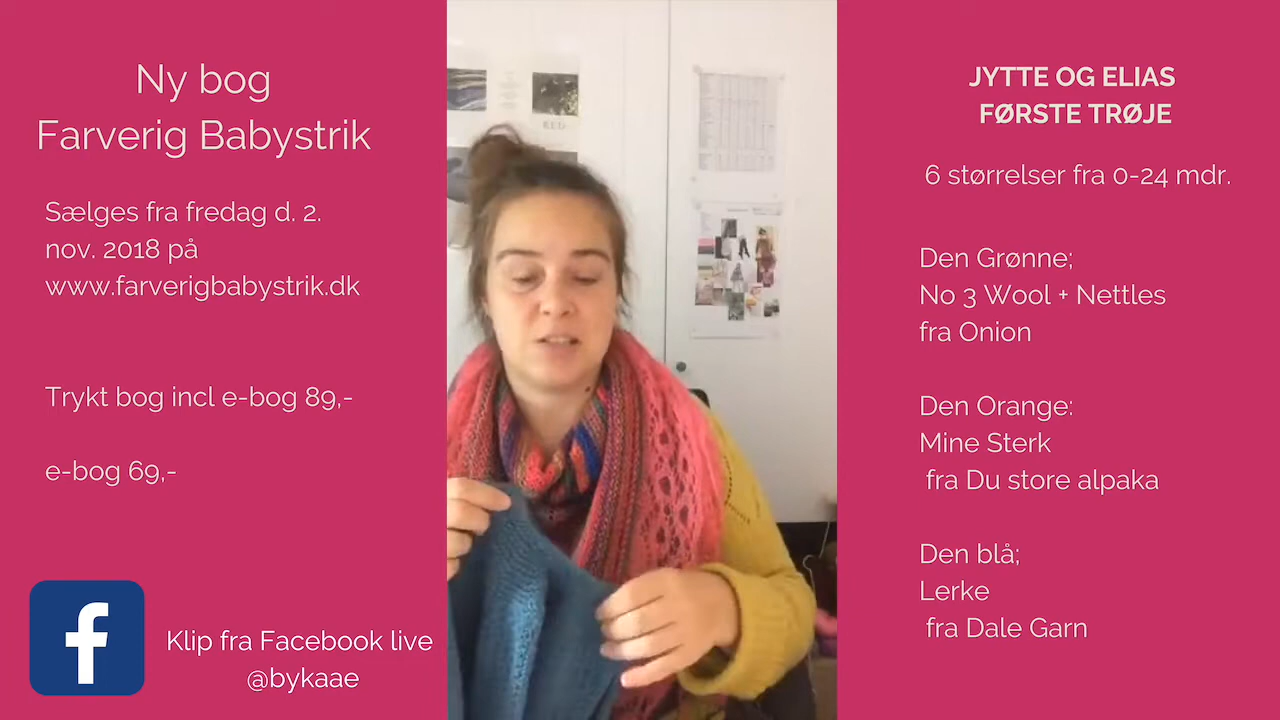 Ny bog
Farverig Babystrik
Sælges fra fredag d. 2.
nov. 2018 på
www.farverigbabystrik.dk
Trykt bog incl e-bog 89,-
e-bog 69,-
f
Klip fra Facebook live
@bykaae
JYTTE OG ELIAS
FØRSTE TRØJE
6 størrelser fra 0-24 mdr.
Den Grønne;
No 3 Wool + Nettles
fra Onion
Den Orange:
Mine Sterk
fra Du store alpaka
Den blå;
Lerke
fra Dale Garn